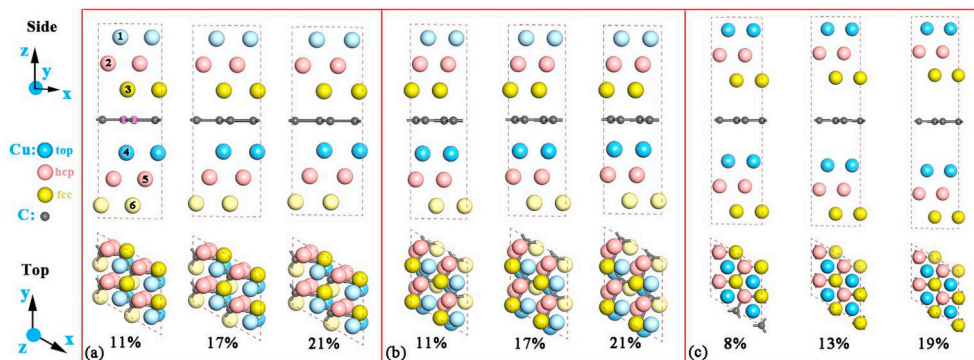 Side
z
y
x
Cu:
top
hcp
fcc
C:
Top
y
z
x
1
2
3
4
5
6
(a)
11%
17%
21%
(b)
11%
17%
21%
(c)
8%
13%
19%